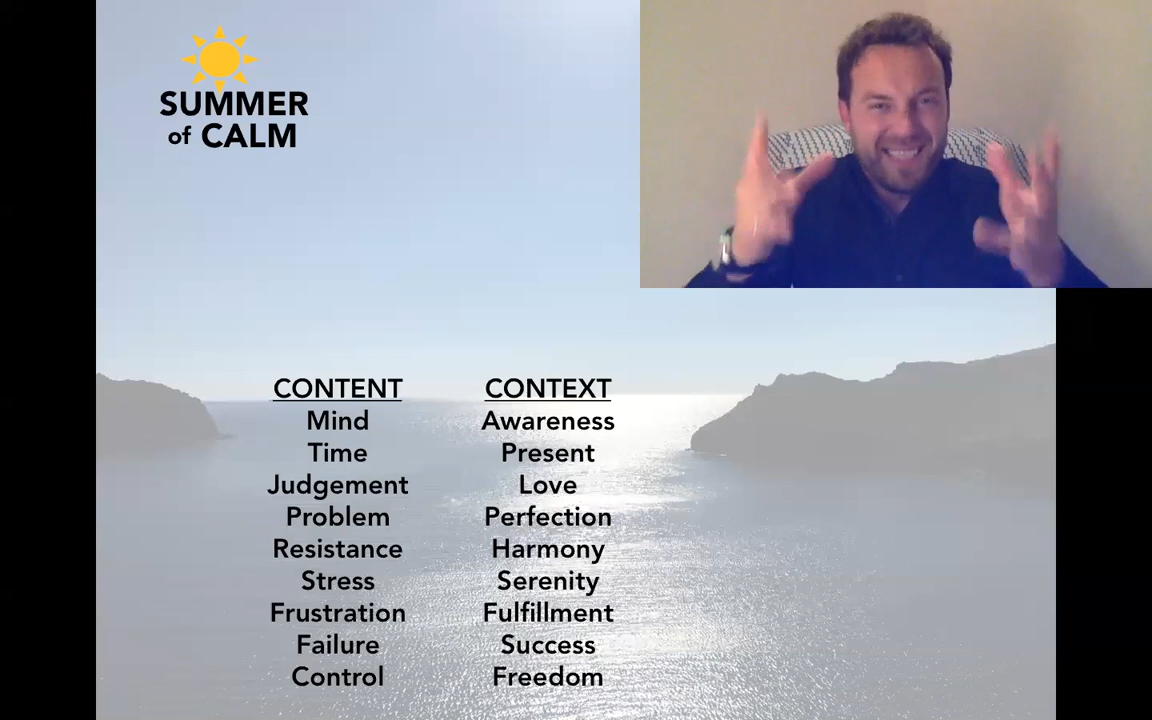 SUMMER
of CALM
CONTENT CONTEXT
Mind Awareness
Time Present
Judgement Love
Problem Perfection
Resistance Harmony
Stress Serenity
Frustration Fulfillment
Failure Success
Control Freedom